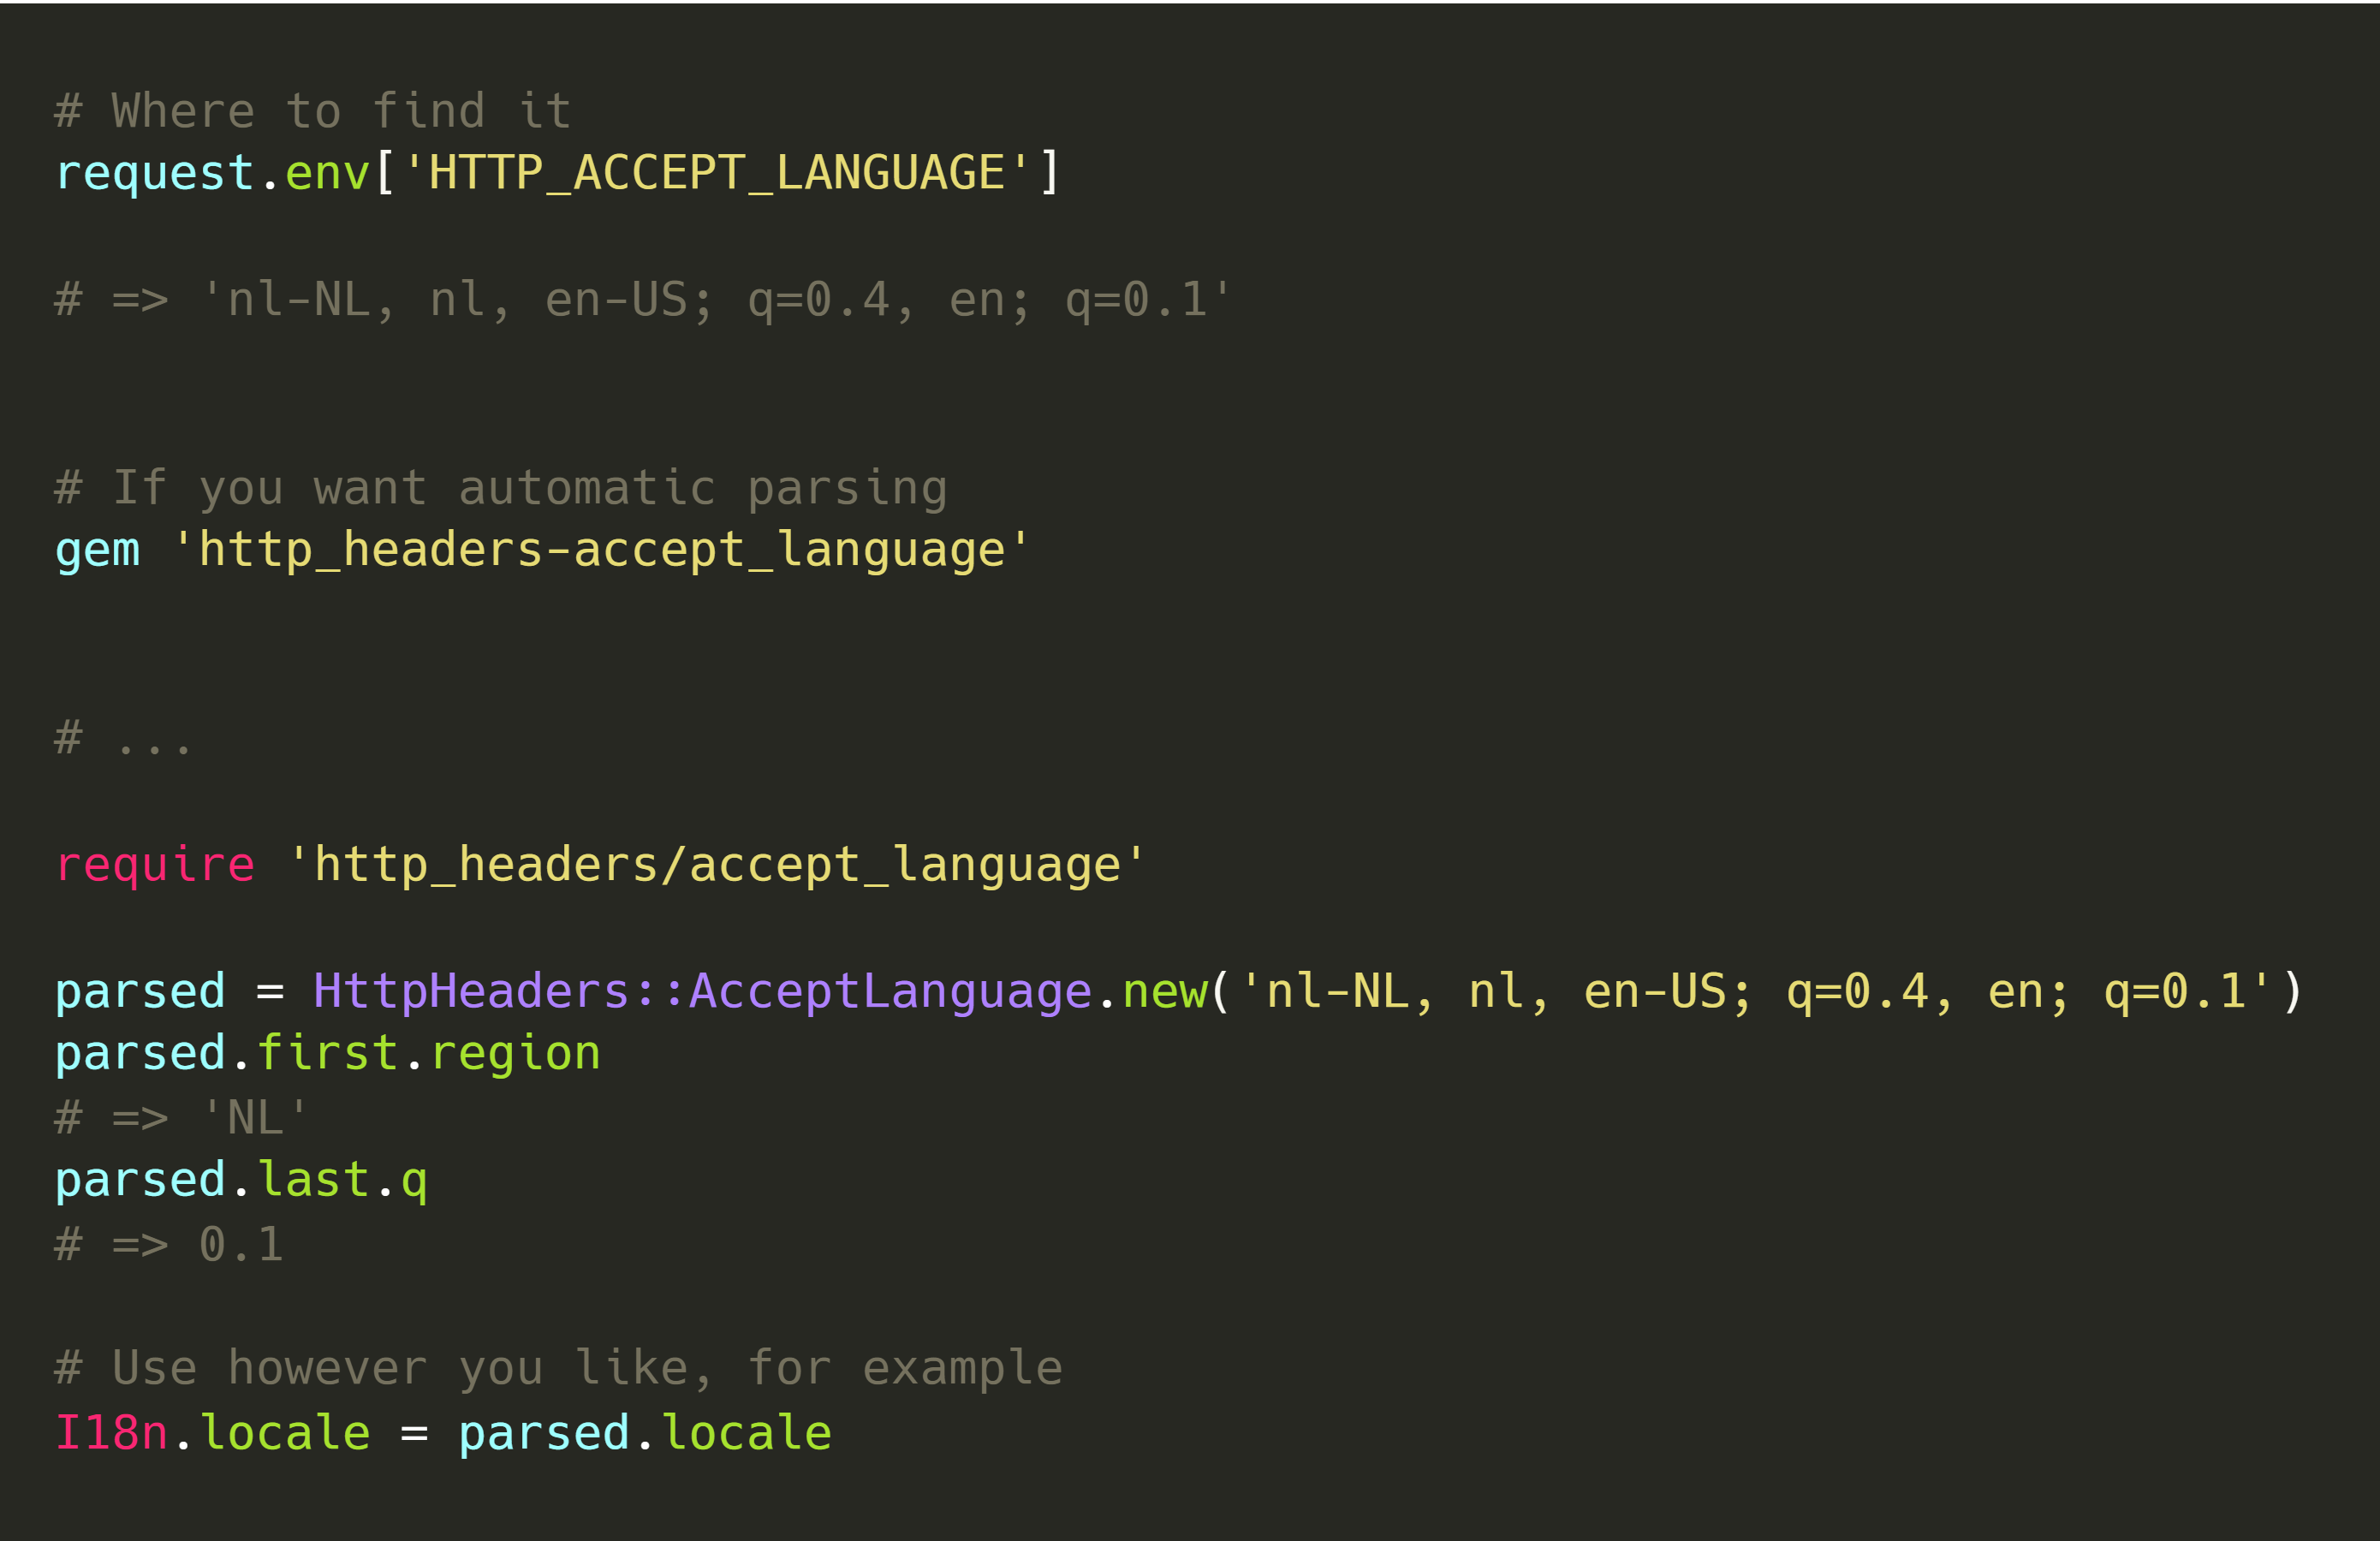 # Where to find it
request.env['HTTP_ACCEPT_LANGUAGE']
# => 'nl-NL, nl, en-US; q=0.4, en; q=0.1'
# If you want automatic parsing
gem 'http_headers-accept_language'
# ...
require 'http_headers/accept_language'
parsed = HttpHeaders::AcceptLanguage.new('nl-NL, nl, en-US; q=0.4, en; q=0.1')
parsed.first.region
# => 'NL'
parsed.last.q
# => 0.1
# Use however you like, for example
I18n.locale = parsed.locale